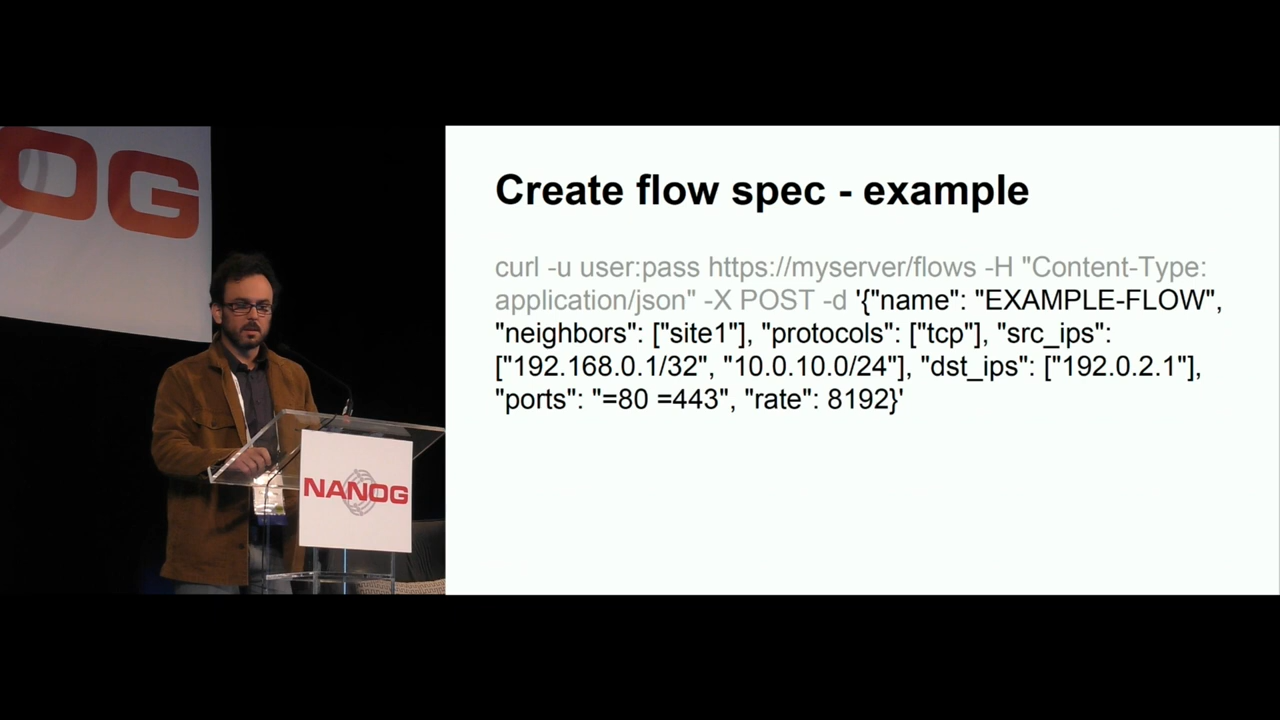 OG
NANOG
Create flow spec - example
curl -u user:pass https://myserver/flows -H "Content-Type:
application/json" -X POST -d '{"name": "EXAMPLE-FLOW",
"neighbors": ["site1"], "protocols": ["tcp"], "src_ips":
["192.168.0.1/32", "10.0.10.0/24"], "dst_ips": ["192.0.2.1"],
"ports": "=80 =443", "rate": 8192}'